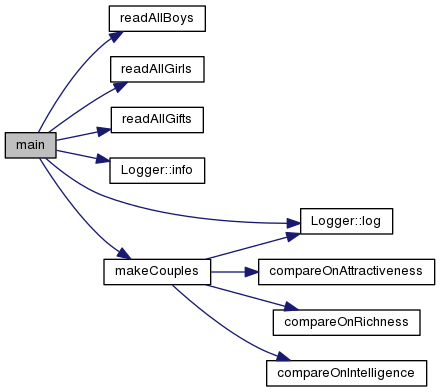 readAllBoys
readAllGirls
readAllGifts
main
Logger::info
Logger::log
makeCouples
compareOnAttractiveness
compareOnRichness
compareOnIntelligence